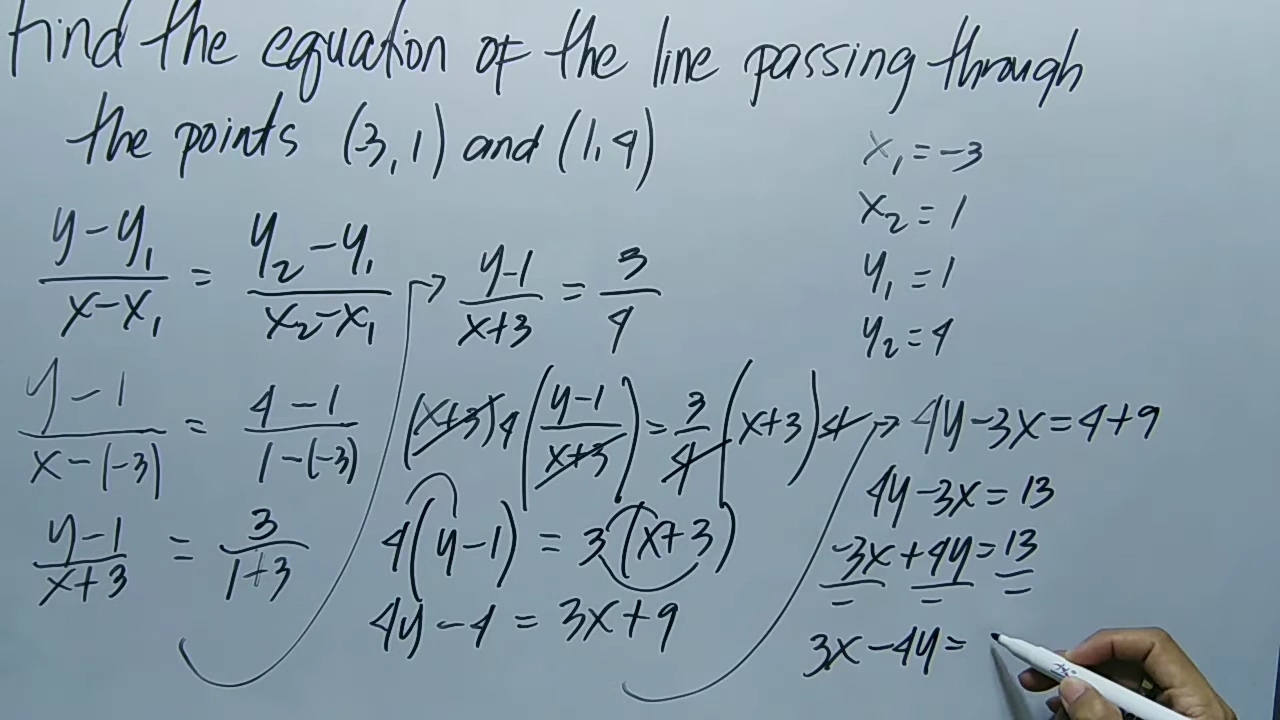 Find the equation of the line passing through
the points (-3, 1) and (1, 4)
x₁ = -3
x₂ = 1
y₁ = 1
y₂ = 4
(y - y₁)/(x - x₁) = (y₂ - y₁)/(x₂ - x₁)
(y - 1)/(x - (-3)) = (4 - 1)/(1 - (-3))
(y - 1)/(x + 3) = 3/(1 + 3)
→ (y - 1)/(x + 3) = 3/4
(x + 3) 4 ((y - 1)/(x + 3)) = 3/4 (x + 3) 4
4(y - 1) = 3(x + 3)
4y - 4 = 3x + 9
→ 4y - 3x = 4 + 9
4y - 3x = 13
-3x + 4y = 13
- - -
3x - 4y =